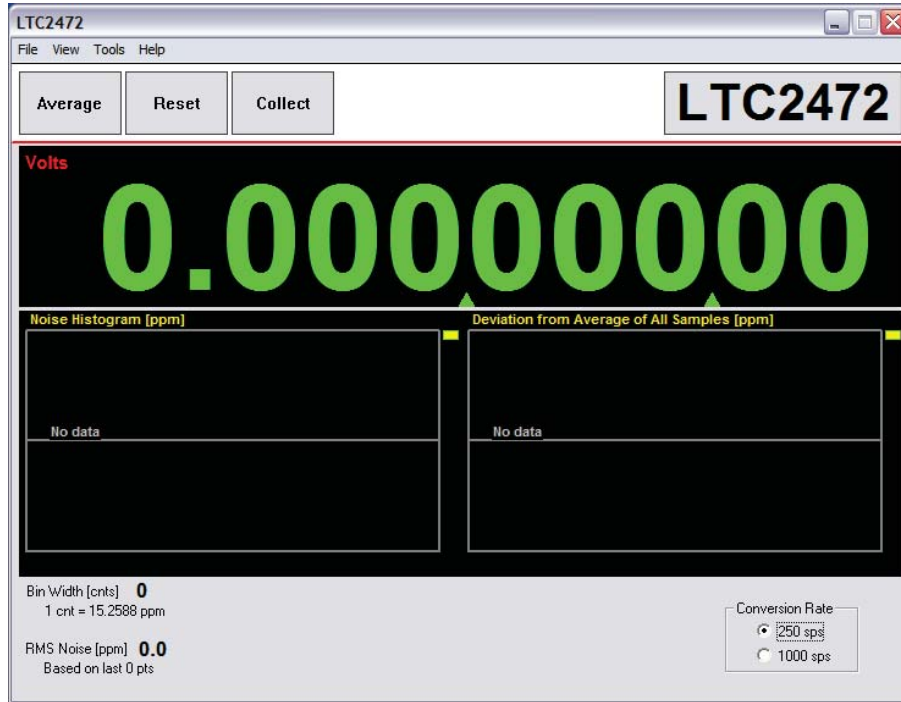 LTC2472
File View Tools Help
Average Reset Collect LTC2472
Volts
0.00000000
Noise Histogram [ppm] Deviation from Average of All Samples [ppm]
No data No data
Bin Width [cnts] 0
1 cnt = 15.2588 ppm
RMS Noise [ppm] 0.0
Based on last 0 pts
Conversion Rate
250 sps
1000 sps